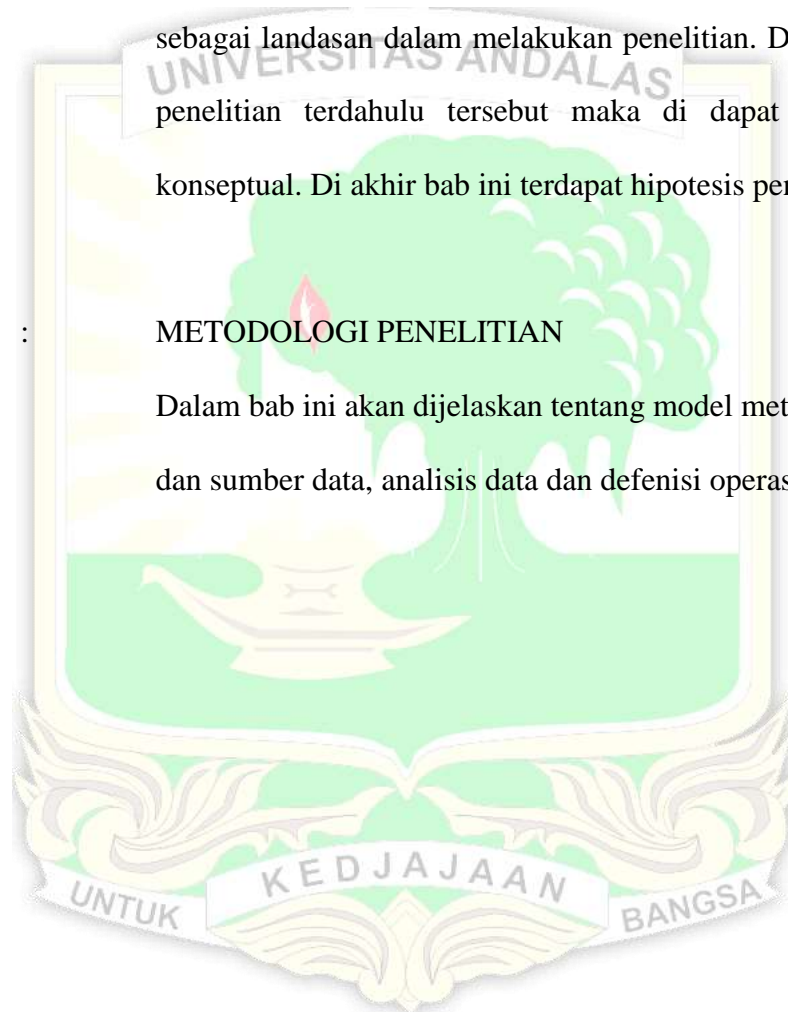 sebagai landasan dalam melakukan penelitian. D
UNIVERSITAS ANDALAS
penelitian terdahulu tersebut maka di dapat
konseptual. Di akhir bab ini terdapat hipotesis pe
: METODOLOGI PENELITIAN
Dalam bab ini akan dijelaskan tentang model met
dan sumber data, analisis data dan defenisi operas
UNTUK KEDJAJAAN BANGSA